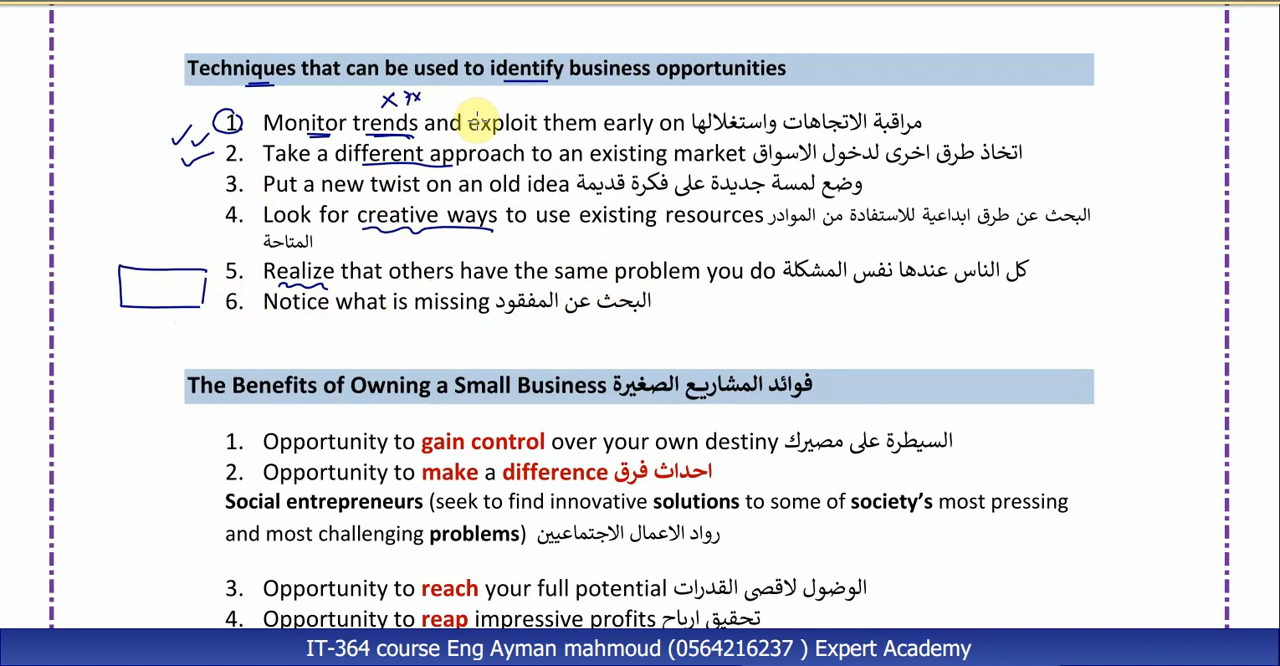 Techniques that can be used to identify business opportunities
1. Monitor trends and exploit them early on مراقبة الاتجاهات واستغلالها
2. Take a different approach to an existing market اتخاذ طرق اخرى لدخول الاسواق
3. Put a new twist on an old idea وضع لمسة جديدة على فكرة قديمة
4. Look for creative ways to use existing resources البحث عن طرق ابداعية للاستفادة من الموادر
المتاحة
5. Realize that others have the same problem you do كل الناس عندها نفس المشكلة
6. Notice what is missing البحث عن المفقود
The Benefits of Owning a Small Business فوائد المشاريع الصغيرة
1. Opportunity to gain control over your own destiny السيطرة على مصيرك
2. Opportunity to make a difference احداث فرق
Social entrepreneurs (seek to find innovative solutions to some of society's most pressing
and most challenging problems) رواد الاعمال الاجتماعيين
3. Opportunity to reach your full potential الوضول لاقصى القدرات
4. Opportunity to reap impressive profits تحقيق ارباح
IT-364 course Eng Ayman mahmoud (0564216237 ) Expert Academy